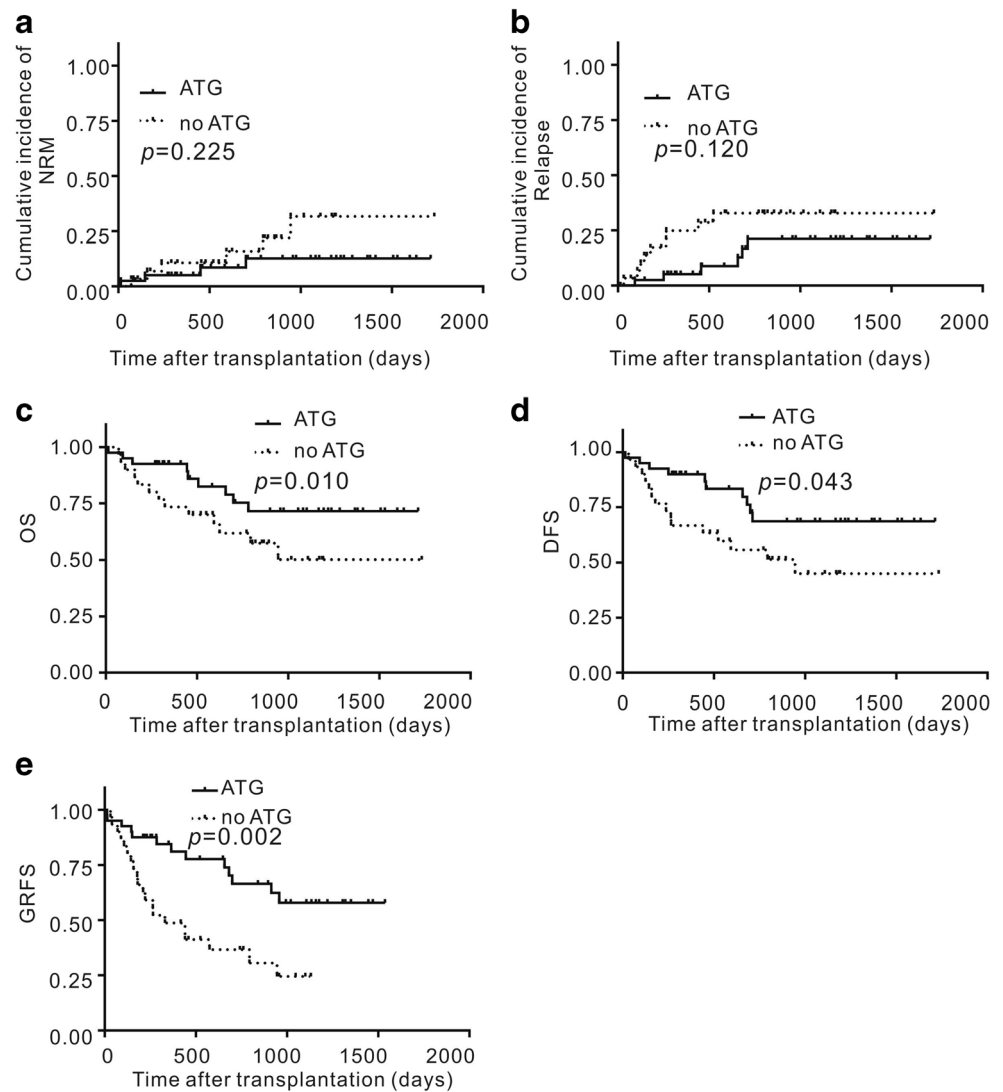 a
Cumulative incidence of
NRM
1.00
0.75
0.50
0.25
0.00
ATG
no ATG
p=0.225
0 500 1000 1500 2000
Time after transplantation (days)
b
Cumulative incidence of
Relapse
1.00
0.75
0.50
0.25
0.00
ATG
no ATG
p=0.120
0 500 1000 1500 2000
Time after transplantation (days)
c
OS
1.00
0.75
0.50
0.25
0.00
ATG
no ATG
p=0.010
0 500 1000 1500 2000
Time after transplantation (days)
d
DFS
1.00
0.75
0.50
0.25
0.00
ATG
no ATG
p=0.043
0 500 1000 1500 2000
Time after transplantation (days)
e
GRFS
1.00
0.75
0.50
0.25
0.00
ATG
no ATG
p=0.002
0 500 1000 1500 2000
Time after transplantation (days)